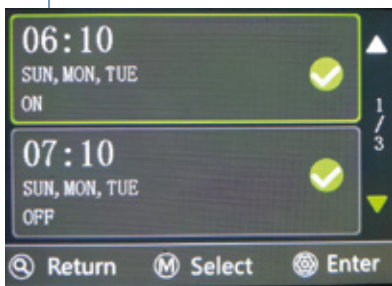 06:10
SUN, MON, TUE
ON
1/3
07:10
SUN, MON, TUE
OFF
Return M Select Enter